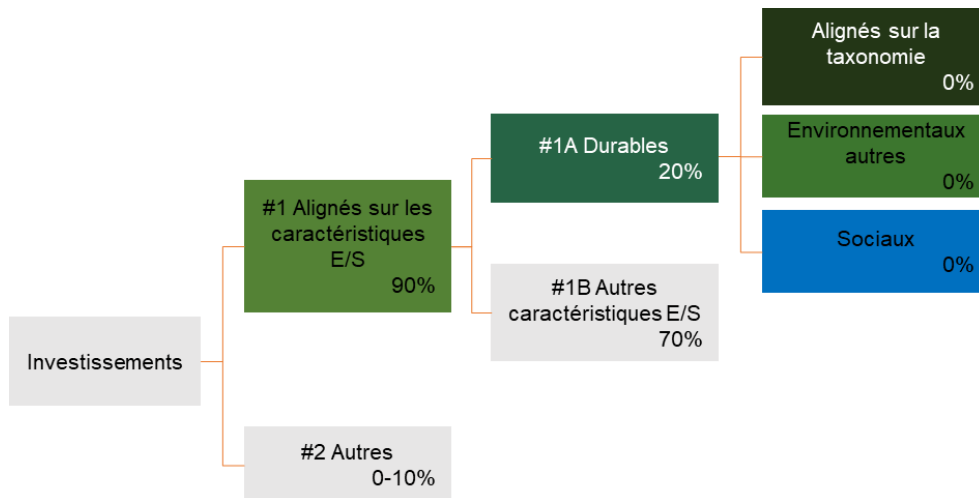 Investissements
#1 Alignés sur les
caractéristiques
E/S
90%
#2 Autres
0-10%
#1A Durables
20%
#1B Autres
caractéristiques E/S
70%
Alignés sur la
taxonomie
0%
Environnementaux
autres
0%
Sociaux
0%